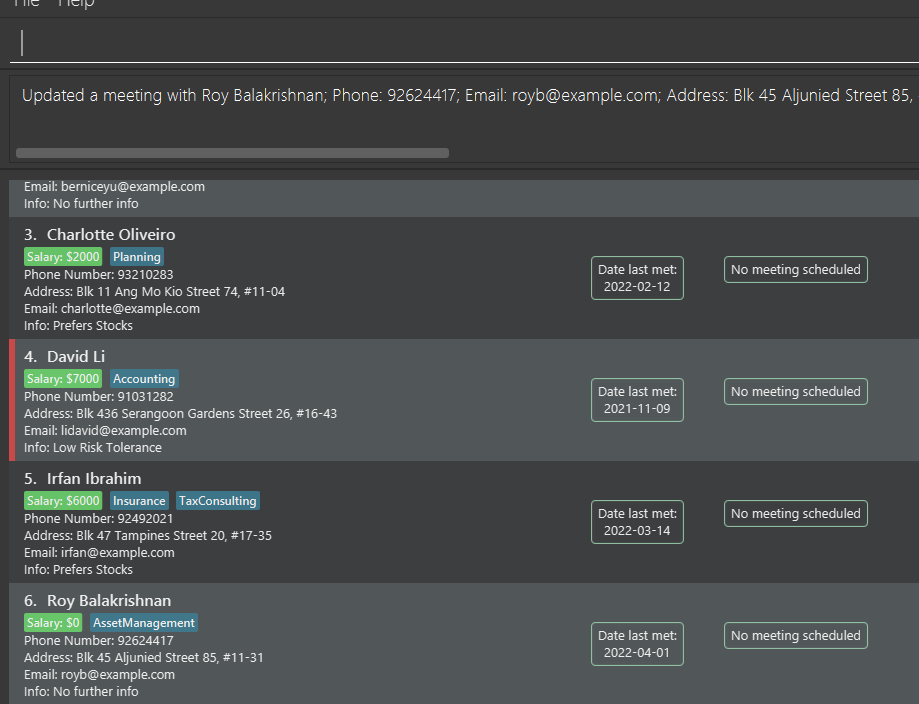 File Help
Updated a meeting with Roy Balakrishnan; Phone: 92624417; Email: royb@example.com; Address: Blk 45 Aljunied Street 85,
Email: berniceyu@example.com
Info: No further info
3. Charlotte Oliveiro
Salary: $2000 Planning
Phone Number: 93210283
Address: Blk 11 Ang Mo Kio Street 74, #11-04
Email: charlotte@example.com
Info: Prefers Stocks
Date last met:
2022-02-12
No meeting scheduled
4. David Li
Salary: $7000 Accounting
Phone Number: 91031282
Address: Blk 436 Serangoon Gardens Street 26, #16-43
Email: lidavid@example.com
Info: Low Risk Tolerance
Date last met:
2021-11-09
No meeting scheduled
5. Irfan Ibrahim
Salary: $6000 Insurance TaxConsulting
Phone Number: 92492021
Address: Blk 47 Tampines Street 20, #17-35
Email: irfan@example.com
Info: Prefers Stocks
Date last met:
2022-03-14
No meeting scheduled
6. Roy Balakrishnan
Salary: $0 AssetManagement
Phone Number: 92624417
Address: Blk 45 Aljunied Street 85, #11-31
Email: royb@example.com
Info: No further info
Date last met:
2022-04-01
No meeting scheduled